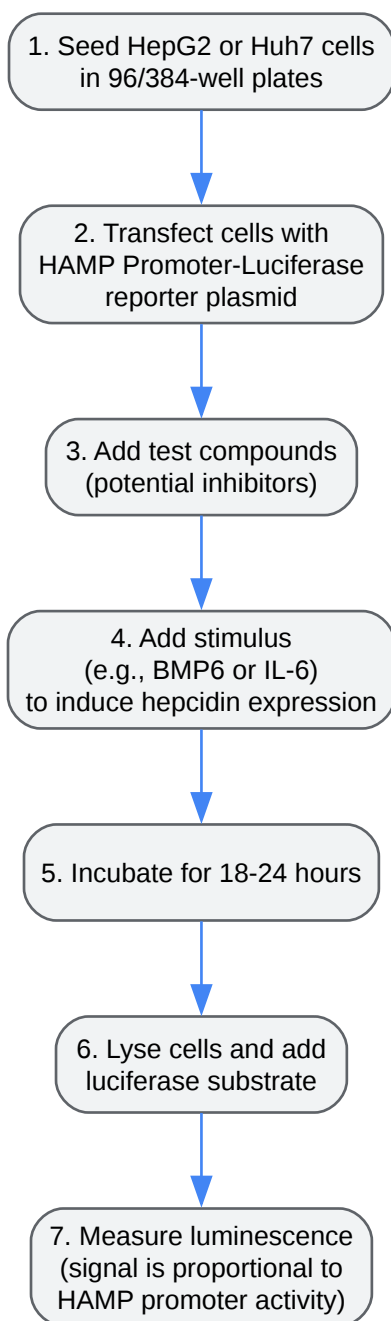 1. Seed HepG2 or Huh7 cells
in 96/384-well plates
2. Transfect cells with
HAMP Promoter-Luciferase
reporter plasmid
3. Add test compounds
(potential inhibitors)
4. Add stimulus
(e.g., BMP6 or IL-6)
to induce hepcidin expression
5. Incubate for 18-24 hours
6. Lyse cells and add
luciferase substrate
7. Measure luminescence
(signal is proportional to
HAMP promoter activity)